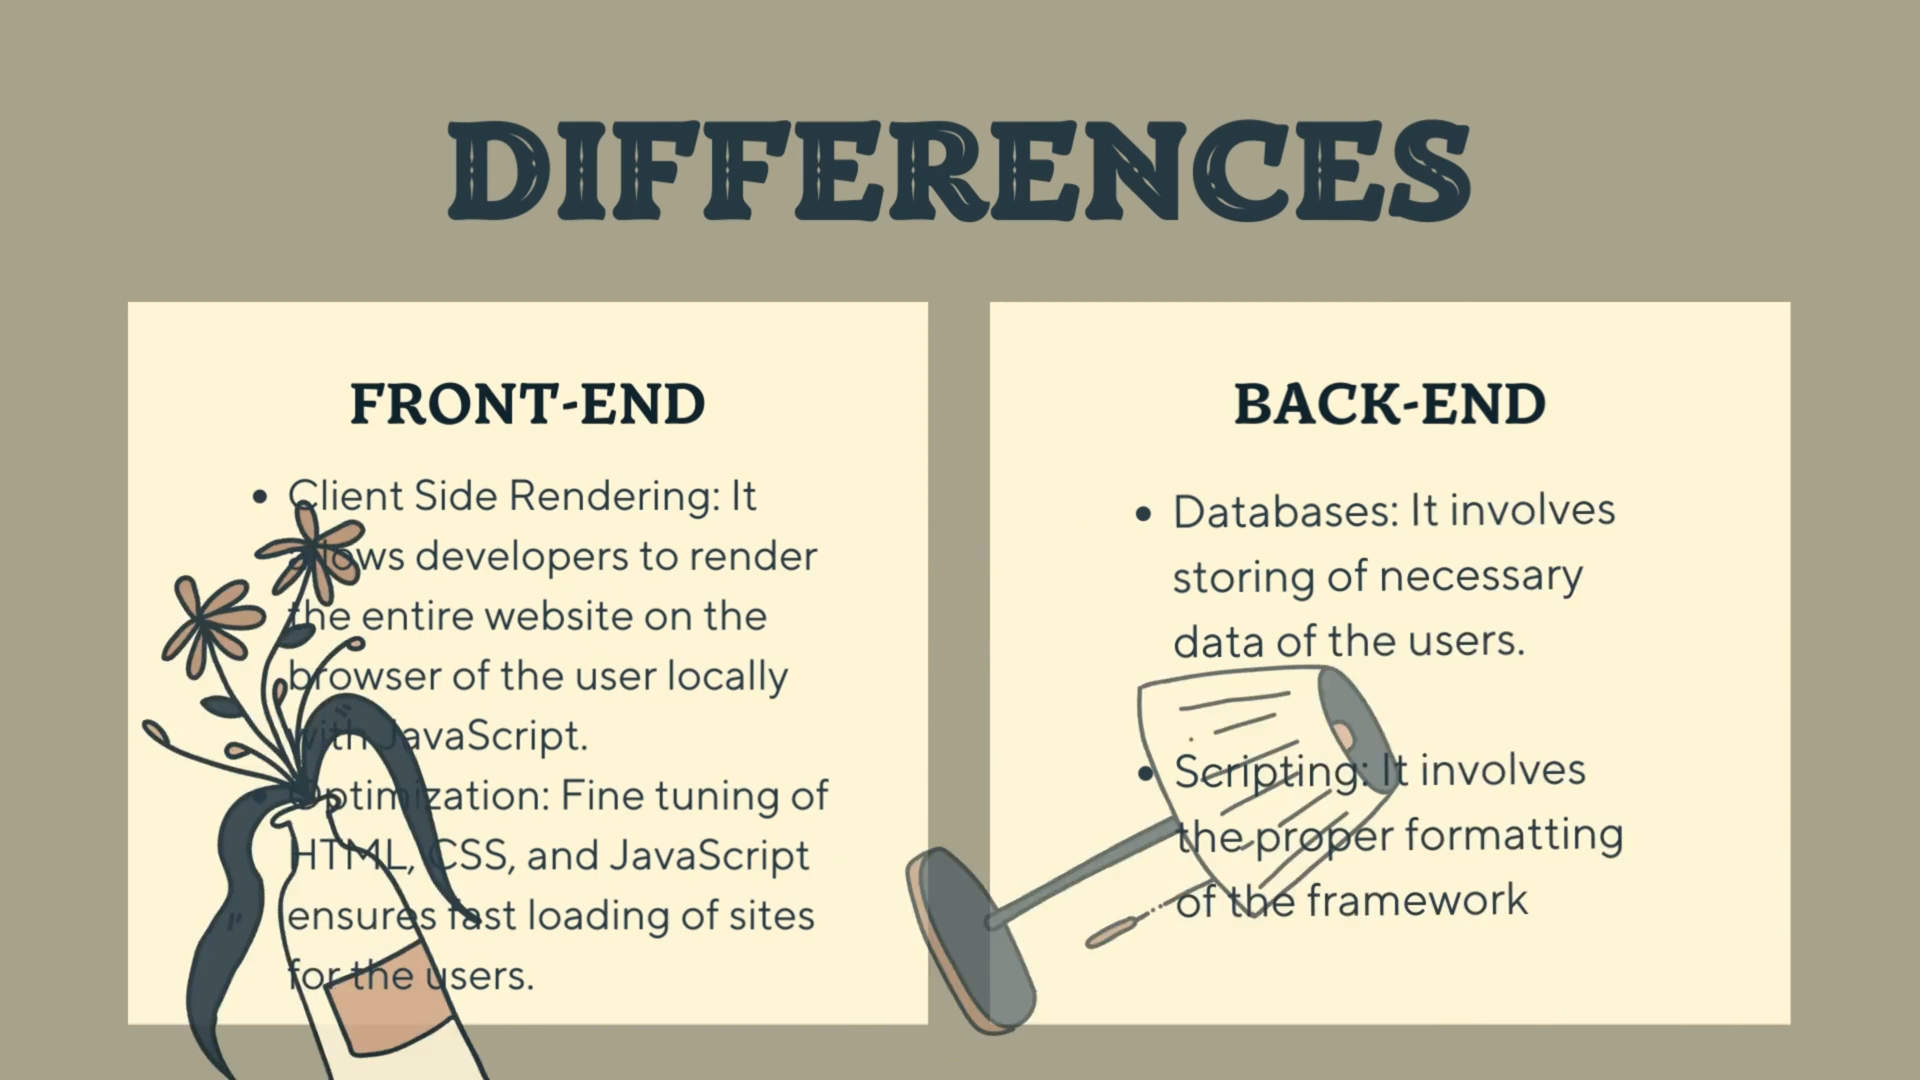 DIFFERENCES
FRONT-END
• Client Side Rendering: It
allows developers to render
the entire website on the
browser of the user locally
with JavaScript.
• Optimization: Fine tuning of
HTML, CSS, and JavaScript
ensures fast loading of sites
for the users.
BACK-END
• Databases: It involves
storing of necessary
data of the users.
• Scripting: It involves
the proper formatting
of the framework